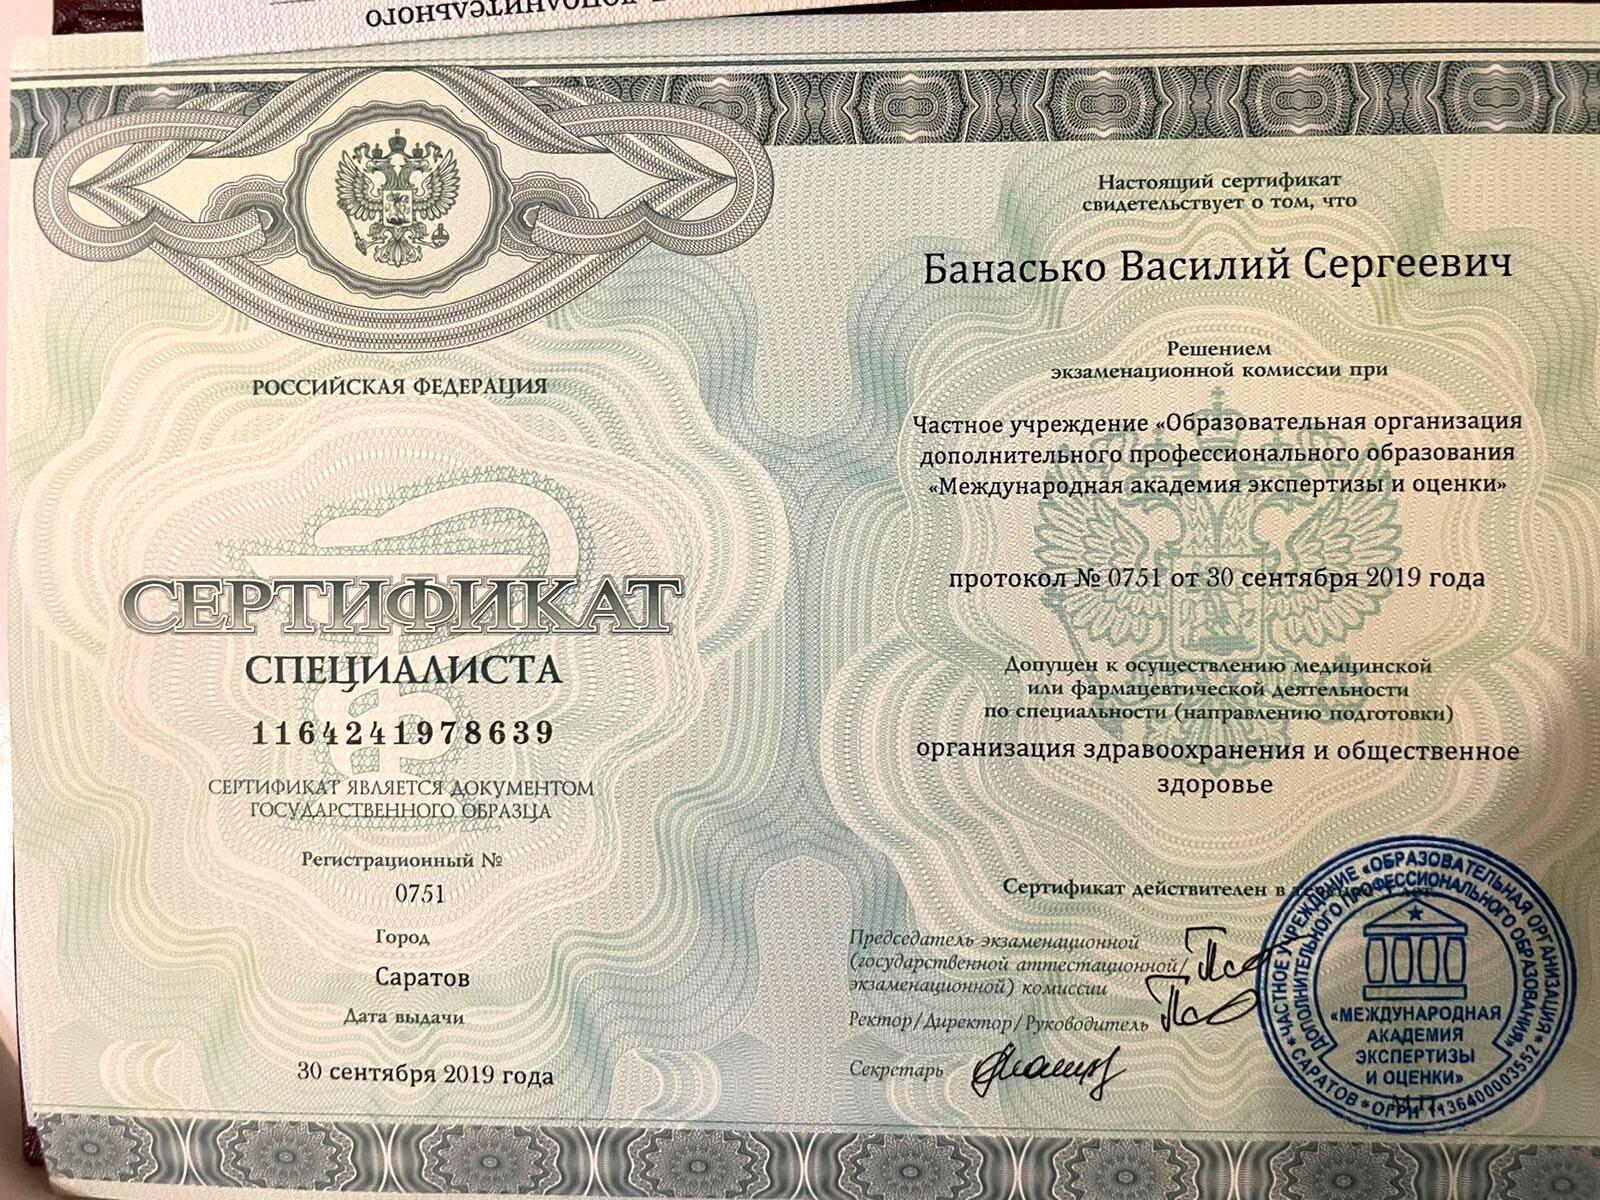 дополнительного
РОССИЙСКАЯ ФЕДЕРАЦИЯ
СЕРТИФИКАТ
СПЕЦИАЛИСТА
1164241978639
СЕРТИФИКАТ ЯВЛЯЕТСЯ ДОКУМЕНТОМ
ГОСУДАРСТВЕННОГО ОБРАЗЦА
Регистрационный №
0751
Город
Саратов
Дата выдачи
30 сентября 2019 года
Настоящий сертификат
свидетельствует о том, что
Банасько Василий Сергеевич
Решением
экзаменационной комиссии при
Частное учреждение «Образовательная организация
дополнительного профессионального образования
«Международная академия экспертизы и оценки»
протокол № 0751 от 30 сентября 2019 года
Допущен к осуществлению медицинской
или фармацевтической деятельности
по специальности (направлению подготовки)
организация здравоохранения и общественное
здоровье
Сертификат действителен в течение 5 лет
Председатель экзаменационной
(государственной аттестационной/
экзаменационной) комиссии
Ректор/Директор/Руководитель
Секретарь
М.П.
* ЧАСТНОЕ УЧРЕЖДЕНИЕ «ОБРАЗОВАТЕЛЬНАЯ ОРГАНИЗАЦИЯ
ДОПОЛНИТЕЛЬНОГО ПРОФЕССИОНАЛЬНОГО ОБРАЗОВАНИЯ»
«МЕЖДУНАРОДНАЯ
АКАДЕМИЯ
ЭКСПЕРТИЗЫ
И ОЦЕНКИ»
* САРАТОВ * ОГРН 1136400003552 *